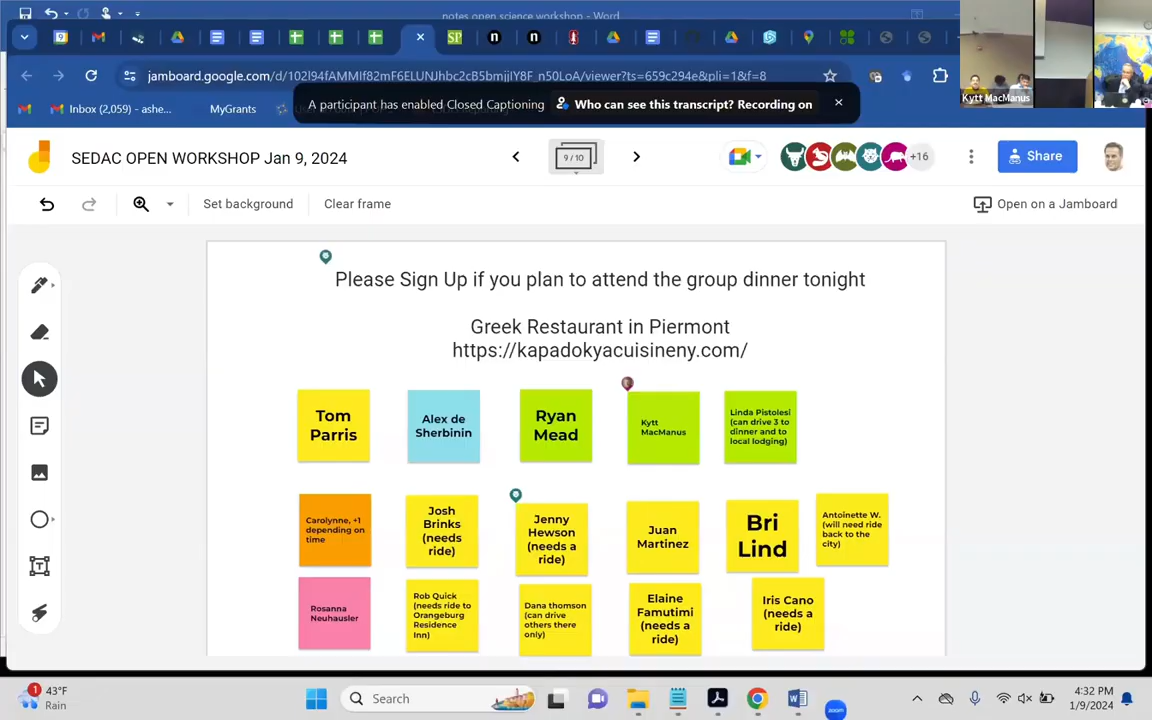 notes open science workshop - Word
jamboard.google.com/d/102l94fAMMIf82mF6ELUNJhbc2cB5bmjjIY8F_n50LoA/viewer?ts=659c294e&pli=1&f=8
Kytt MacManus
Inbox (2,059) - ashe...
MyGrants
A participant has enabled Closed Captioning
Who can see this transcript? Recording on
SEDAC OPEN WORKSHOP Jan 9, 2024
9 / 10
+16
Share
Set background
Clear frame
Open on a Jamboard
Please Sign Up if you plan to attend the group dinner tonight
Greek Restaurant in Piermont
https://kapadokyacuisineny.com/
Tom
Parris
Alex de
Sherbinin
Ryan
Mead
Kytt
MacManus
Linda Pistolesi
(can drive 3 to
dinner and to
local lodging)
Carolynne, +1
depending on
time
Josh
Brinks
(needs
ride)
Jenny
Hewson
(needs a
ride)
Juan
Martinez
Bri
Lind
Antoinette W.
(will need ride
back to the
city)
Rosanna
Neuhausler
Rob Quick
(needs ride to
Orangeburg
Residence
Inn)
Dana thomson
(can drive
others there
only)
Elaine
Famutimi
(needs a
ride)
Iris Cano
(needs a
ride)
1
43°F
Rain
Search
zoom
4:32 PM
1/9/2024